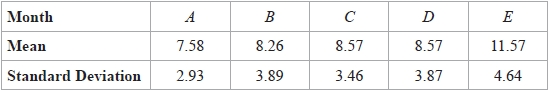 Month A B C D E
Mean 7.58 8.26 8.57 8.57 11.57
Standard Deviation 2.93 3.89 3.46 3.87 4.64